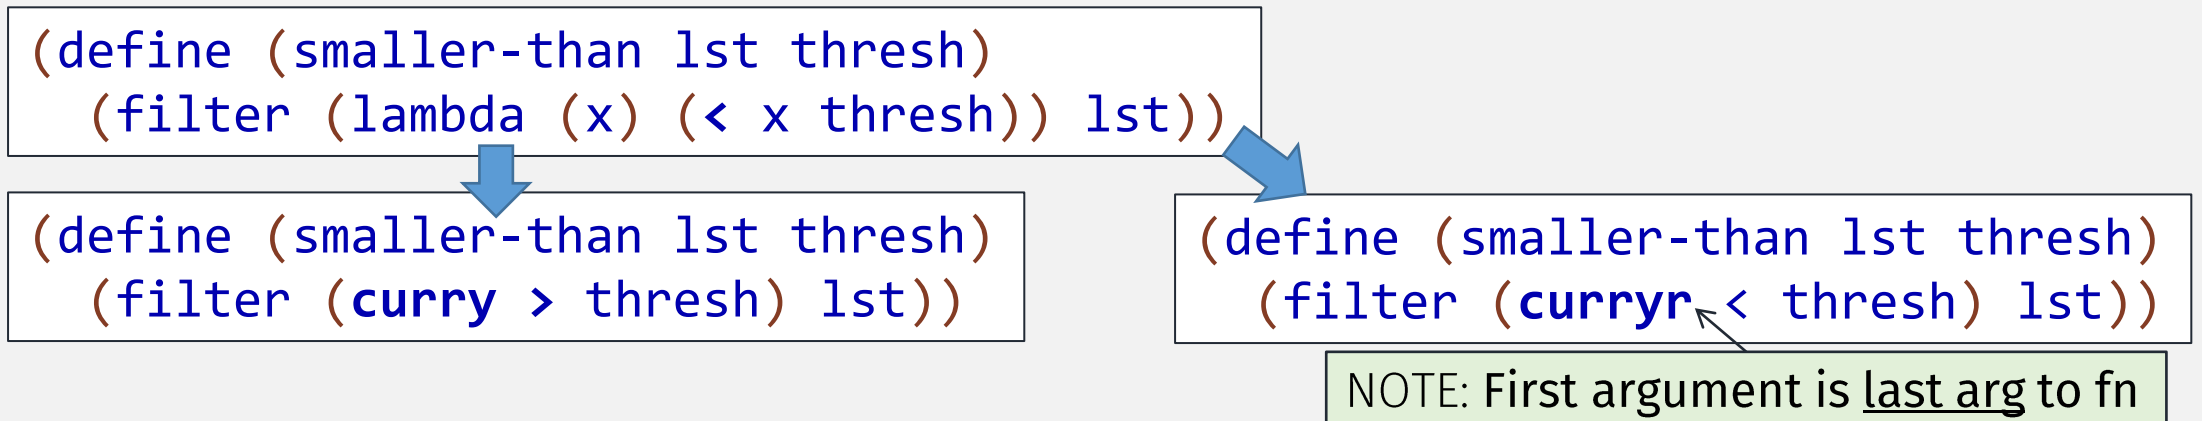 (define (smaller-than lst thresh)
(filter (lambda (x) (< x thresh)) lst))
(define (smaller-than lst thresh)
(filter (curry > thresh) lst))
(define (smaller-than lst thresh)
(filter (curryr < thresh) lst))
NOTE: First argument is last arg to fn